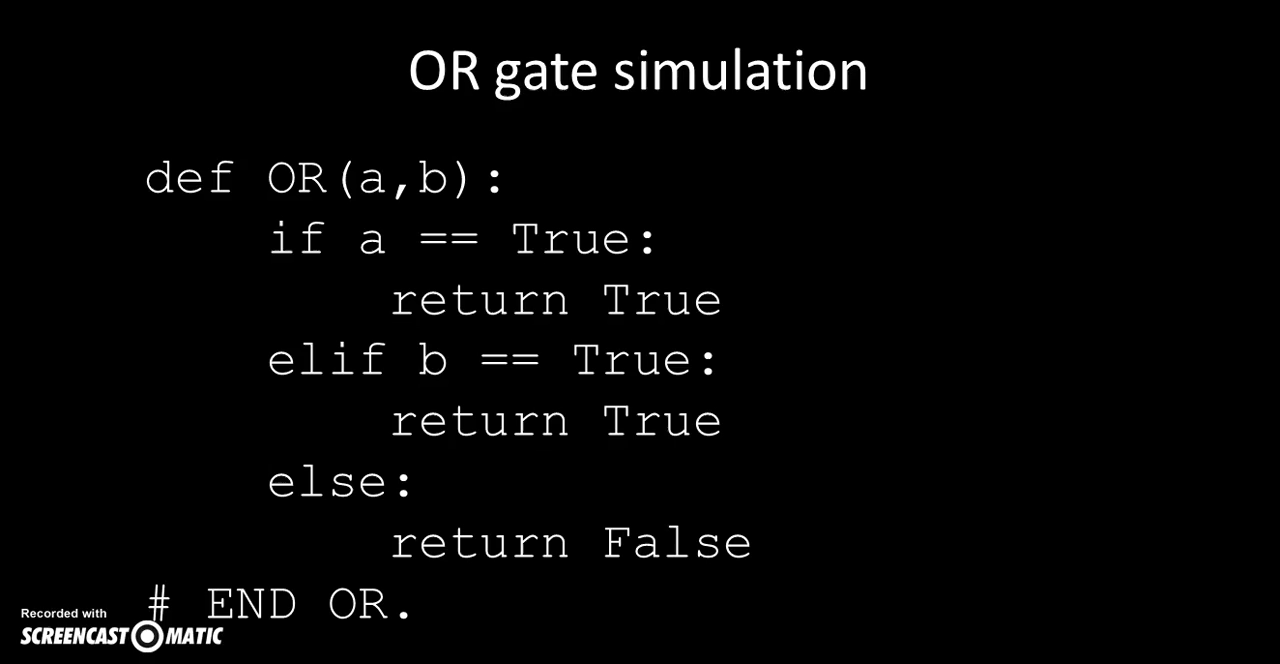 OR gate simulation
def OR(a,b):
    if a == True:
        return True
    elif b == True:
        return True
    else:
        return False
# END OR.
Recorded with
SCREENCAST MATIC